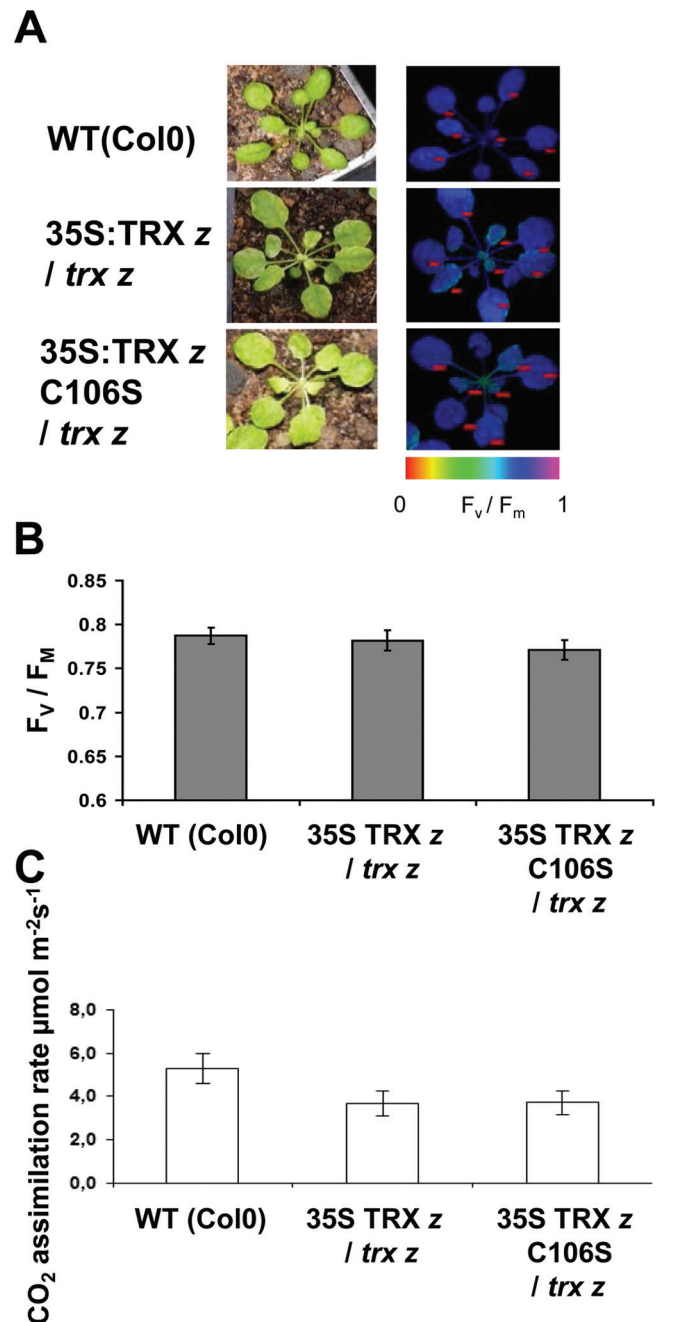 A
WT(Col0)
35S:TRX z
/ trx z
35S:TRX z
C106S
/ trx z
0 Fv / Fm 1
B
FV / FM
0.85
0.8
0.75
0.7
0.65
0.6
WT (Col0)
35S TRX z
/ trx z
35S TRX z
C106S
/ trx z
C
CO2 assimilation rate µmol m-2s-1
8,0
6,0
4,0
2,0
0,0
WT (Col0)
35S TRX z
/ trx z
35S TRX z
C106S
/ trx z